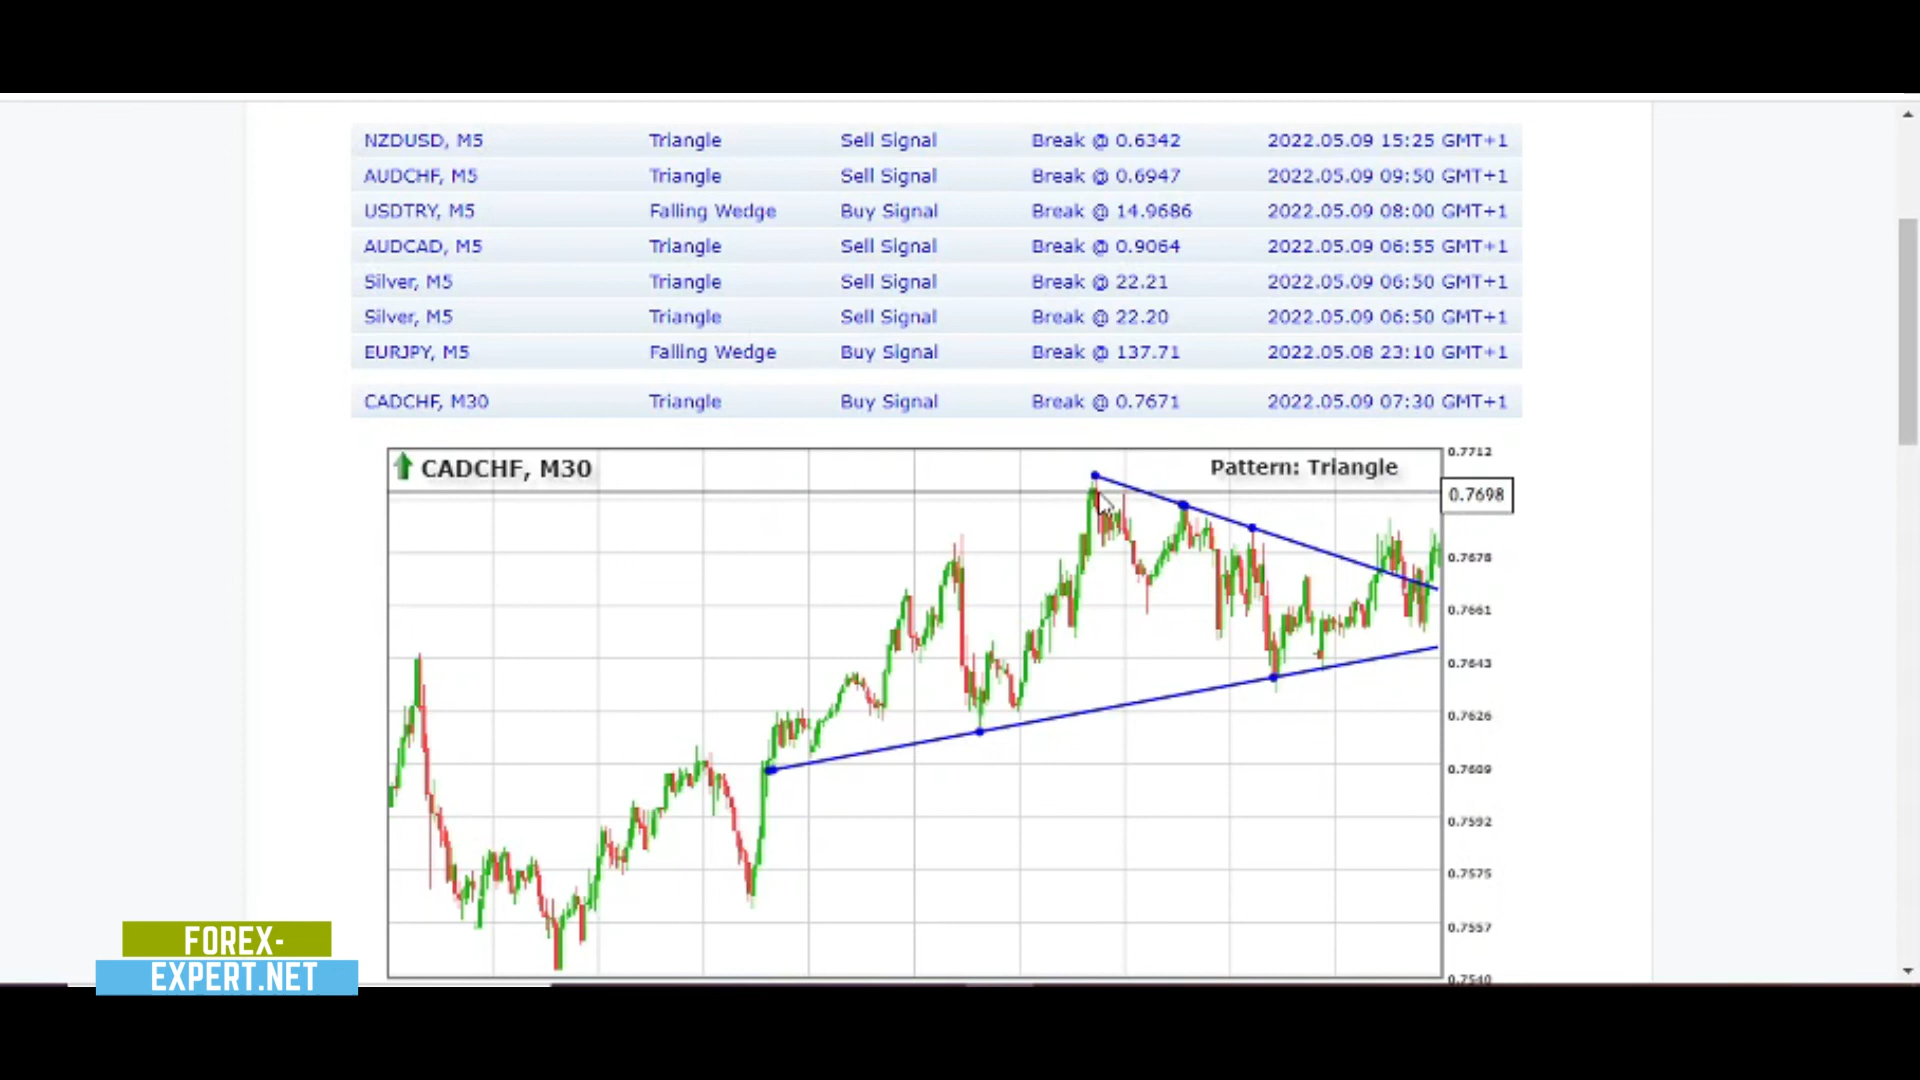 NZDUSD, M5 Triangle Sell Signal Break @ 0.6342 2022.05.09 15:25 GMT+1
AUDCHF, M5 Triangle Sell Signal Break @ 0.6947 2022.05.09 09:50 GMT+1
USDTRY, M5 Falling Wedge Buy Signal Break @ 14.9686 2022.05.09 08:00 GMT+1
AUDCAD, M5 Triangle Sell Signal Break @ 0.9064 2022.05.09 06:55 GMT+1
Silver, M5 Triangle Sell Signal Break @ 22.21 2022.05.09 06:50 GMT+1
Silver, M5 Triangle Sell Signal Break @ 22.20 2022.05.09 06:50 GMT+1
EURJPY, M5 Falling Wedge Buy Signal Break @ 137.71 2022.05.08 23:10 GMT+1
CADCHF, M30 Triangle Buy Signal Break @ 0.7671 2022.05.09 07:30 GMT+1
CADCHF, M30 Pattern: Triangle
0.7712
0.7698
0.7678
0.7661
0.7643
0.7626
0.7609
0.7592
0.7575
0.7557
0.7540
FOREX-
EXPERT.NET